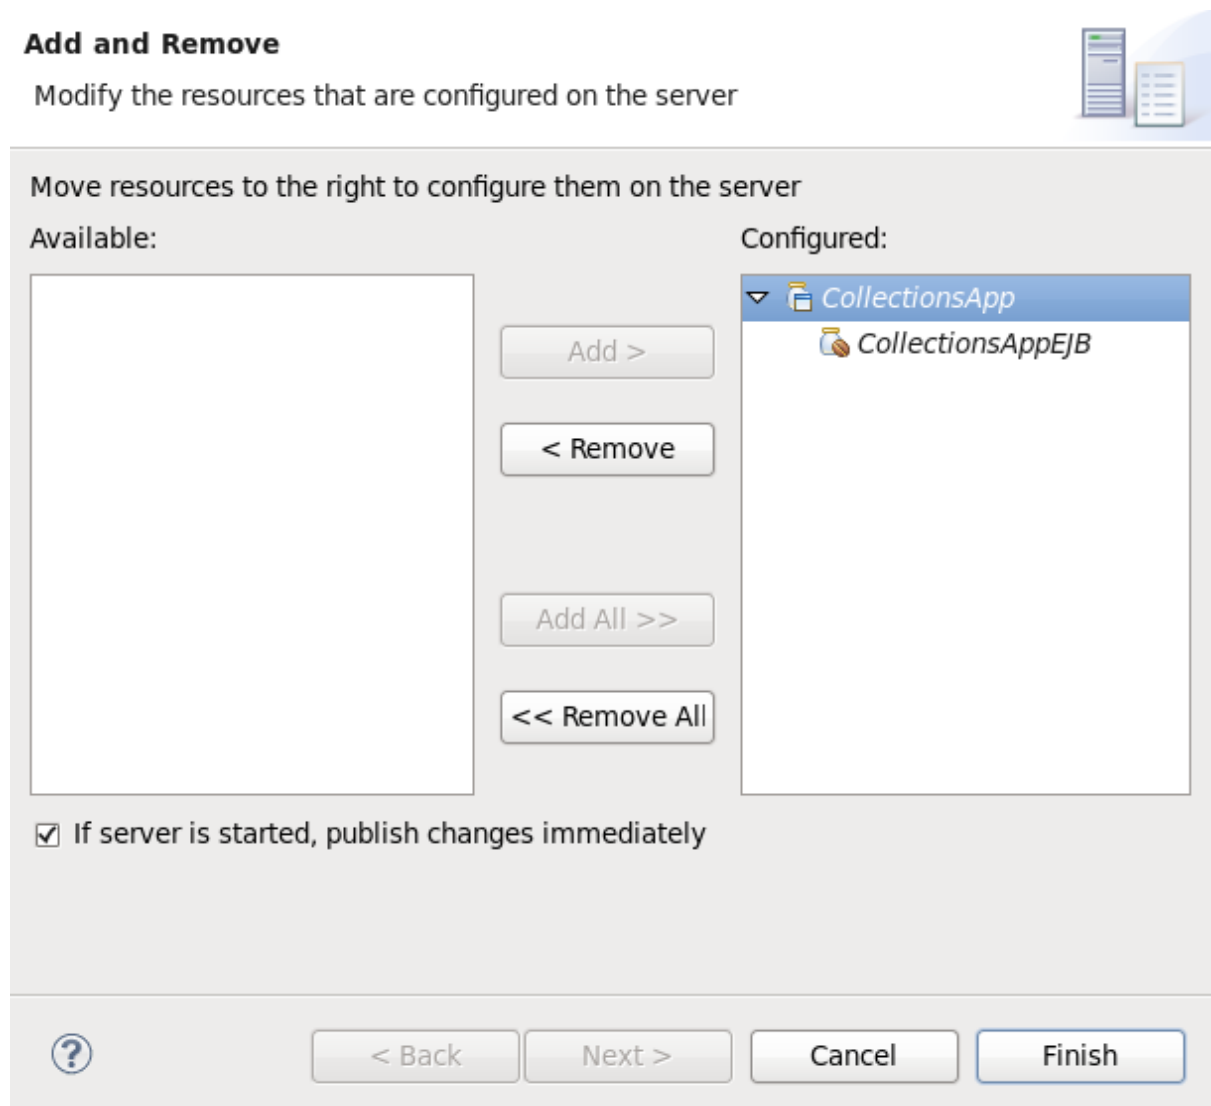 Add and Remove
Modify the resources that are configured on the server
Move resources to the right to configure them on the server
Available:
Configured:
CollectionsApp
CollectionsAppEJB
Add >
< Remove
Add All >>
<< Remove All
If server is started, publish changes immediately
?
< Back
Next >
Cancel
Finish